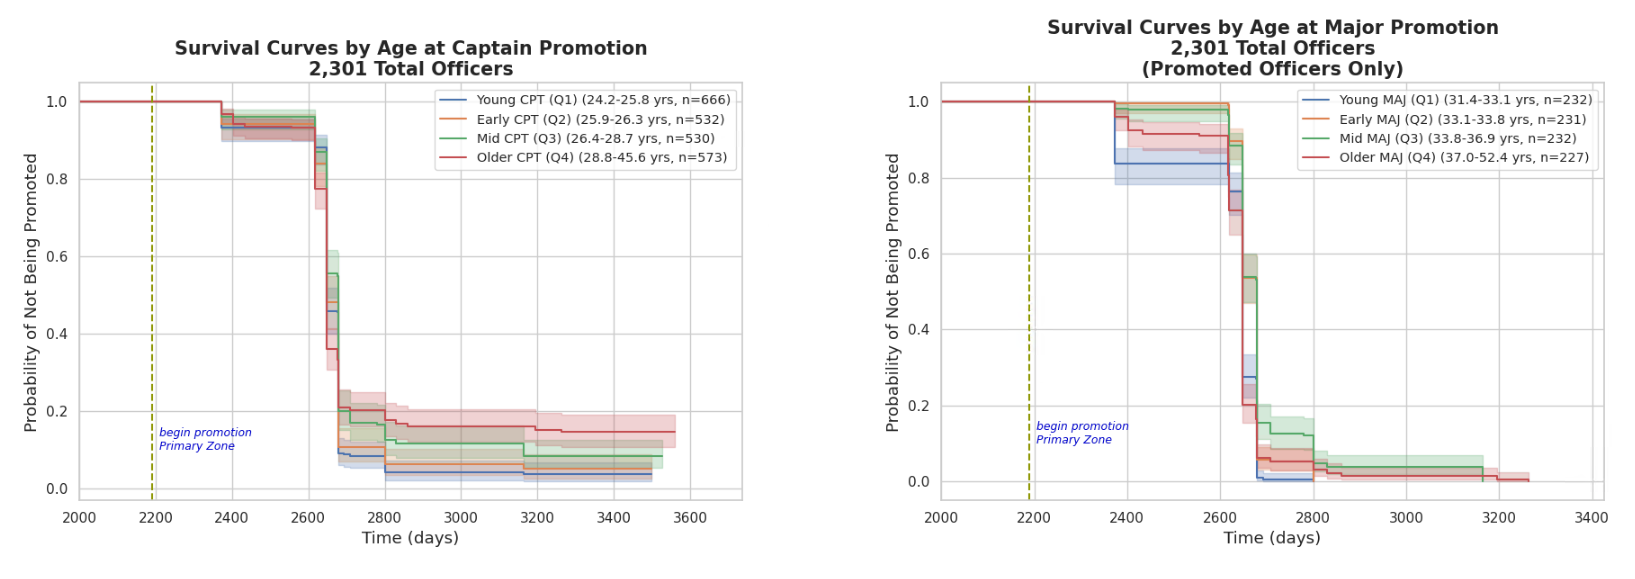 Survival Curves by Age at Captain Promotion
2,301 Total Officers
Young CPT (Q1) (24.2-25.8 yrs, n=666)
Early CPT (Q2) (25.9-26.3 yrs, n=532)
Mid CPT (Q3) (26.4-28.7 yrs, n=530)
Older CPT (Q4) (28.8-45.6 yrs, n=573)
Probability of Not Being Promoted
1.0
0.8
0.6
0.4
0.2
0.0
begin promotion
Primary Zone
2000 2200 2400 2600 2800 3000 3200 3400 3600
Time (days)
Survival Curves by Age at Major Promotion
2,301 Total Officers
(Promoted Officers Only)
Young MAJ (Q1) (31.4-33.1 yrs, n=232)
Early MAJ (Q2) (33.1-33.8 yrs, n=231)
Mid MAJ (Q3) (33.8-36.9 yrs, n=232)
Older MAJ (Q4) (37.0-52.4 yrs, n=227)
Probability of Not Being Promoted
1.0
0.8
0.6
0.4
0.2
0.0
begin promotion
Primary Zone
2000 2200 2400 2600 2800 3000 3200 3400
Time (days)